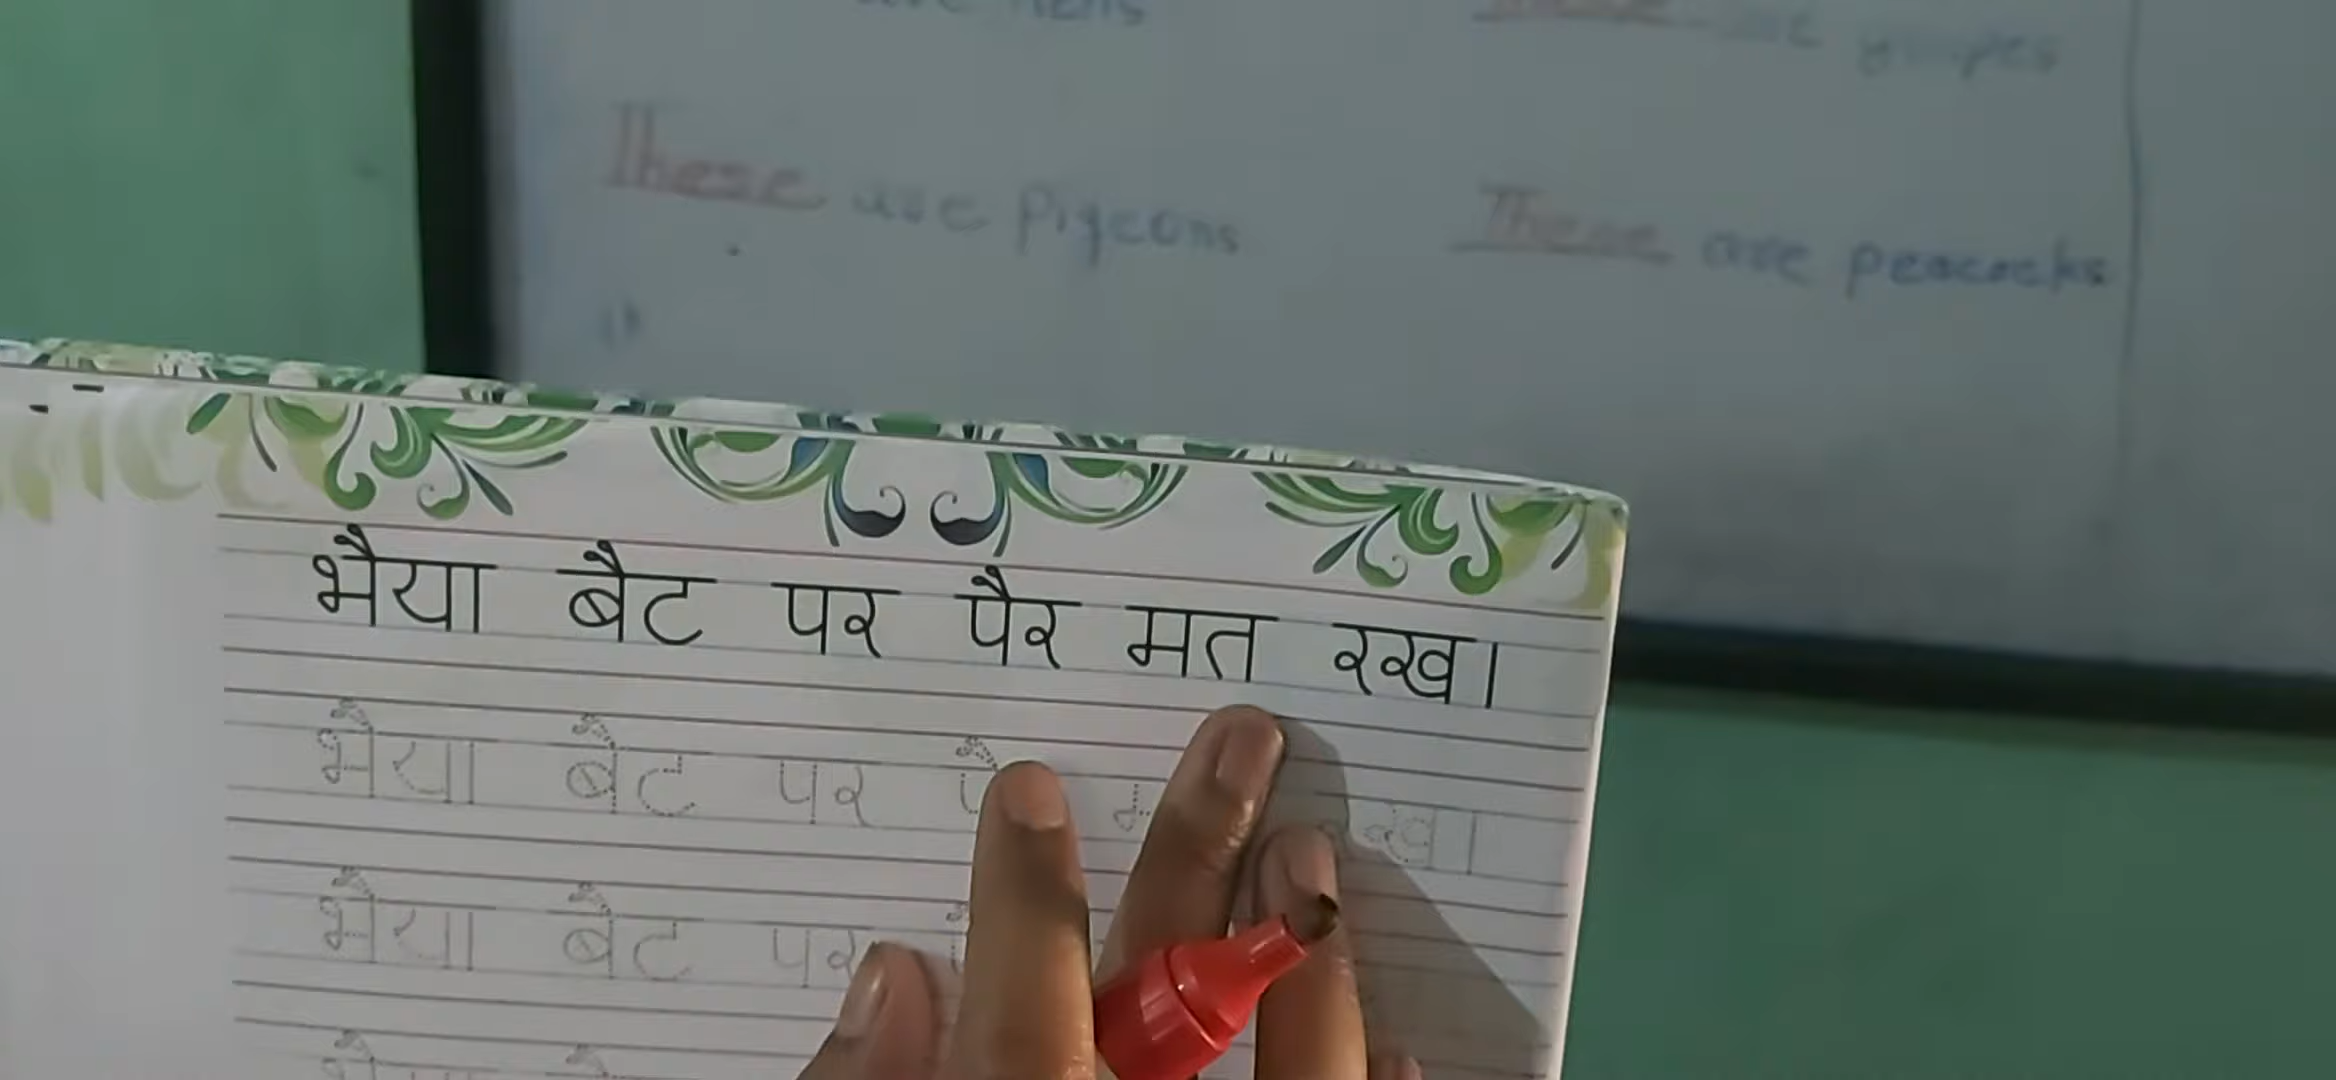 These are pigeons
These are peacocks
भैया बैट पर पैर मत रख।
भैया बैट पर
भैया बैट पर